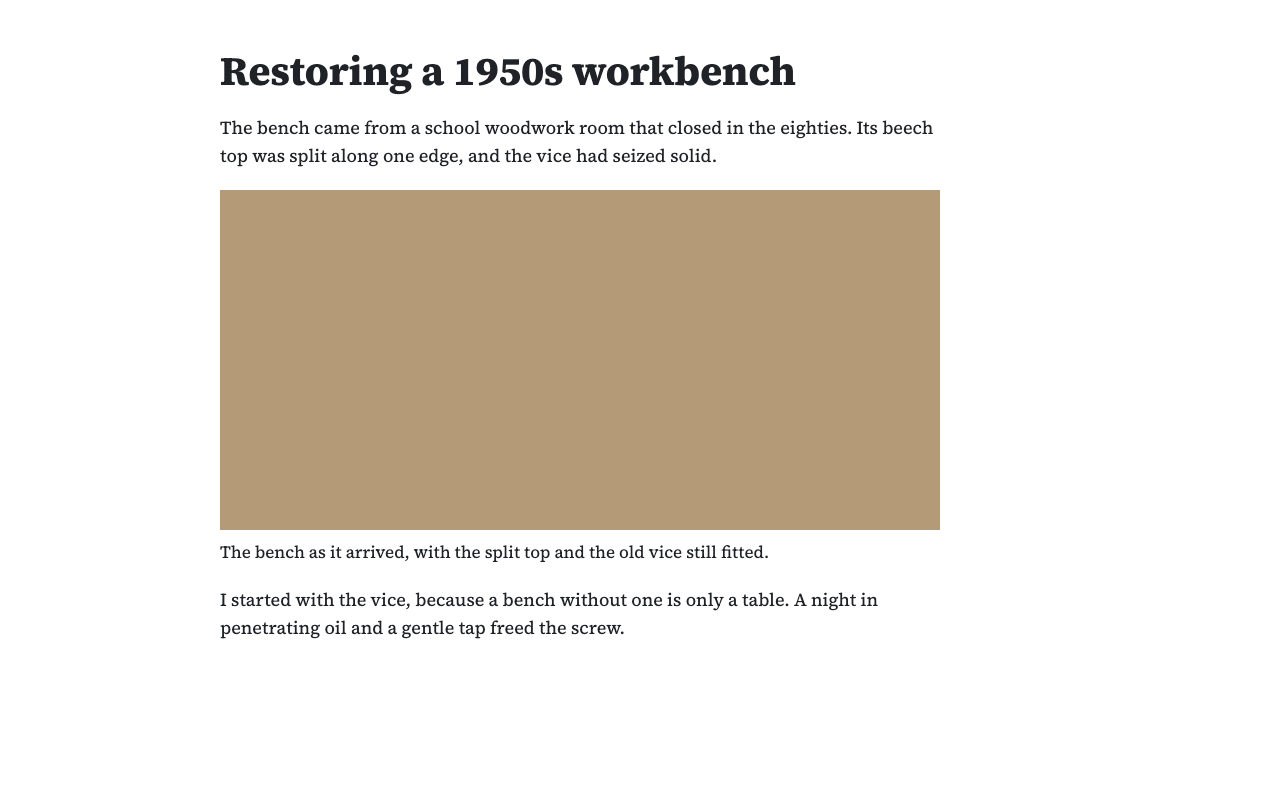 Restoring a 1950s workbench
The bench came from a school woodwork room that closed in the eighties. Its beech
top was split along one edge, and the vice had seized solid.
The bench as it arrived, with the split top and the old vice still fitted.
I started with the vice, because a bench without one is only a table. A night in
penetrating oil and a gentle tap freed the screw.